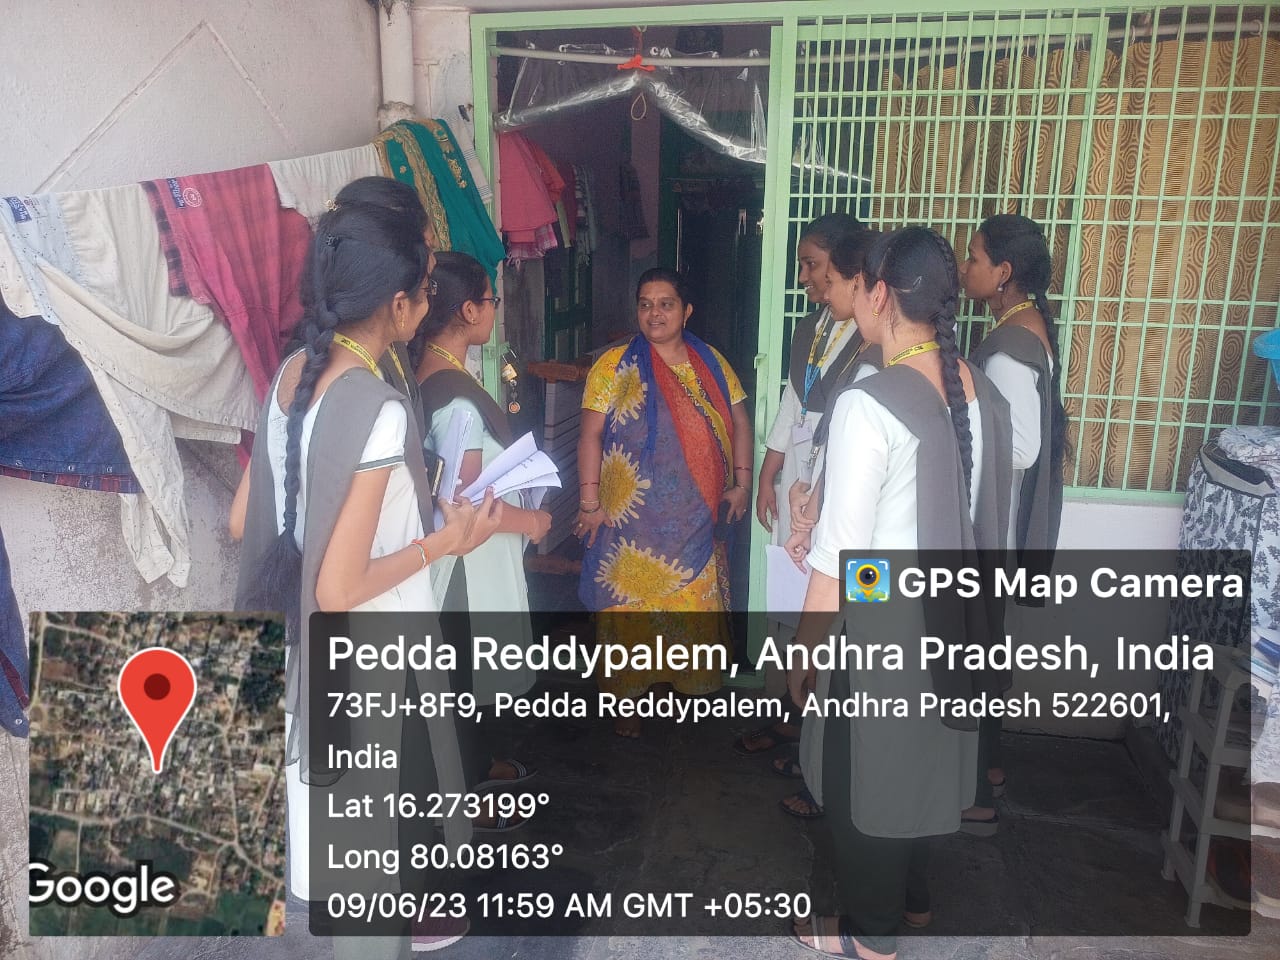 GPS Map Camera
Pedda Reddypalem, Andhra Pradesh, India
73FJ+8F9, Pedda Reddypalem, Andhra Pradesh 522601,
India
Lat 16.273199°
Long 80.08163°
09/06/23 11:59 AM GMT +05:30
Google